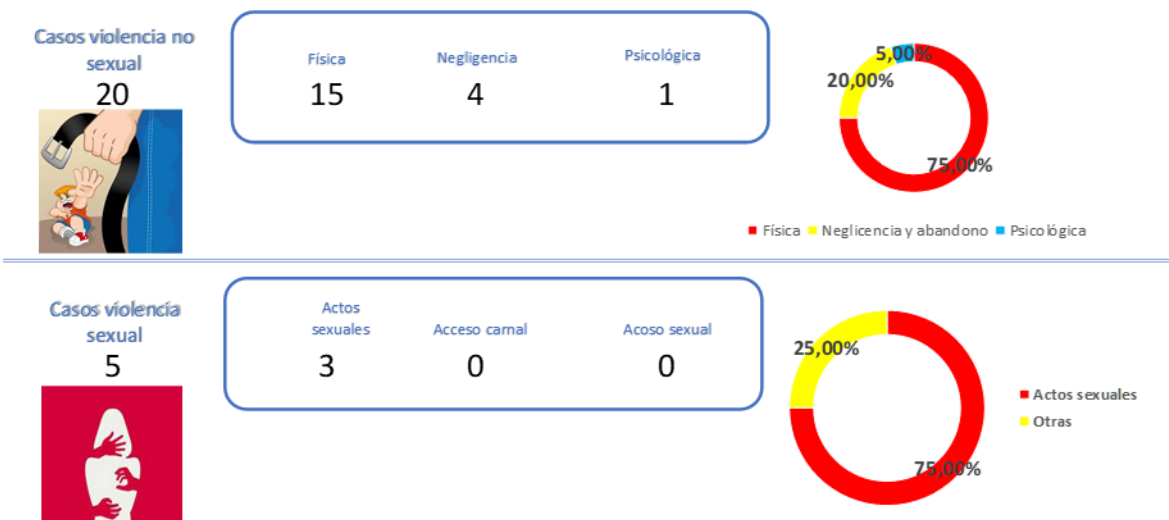 Casos violencia no
sexual
20
Física
Negligencia
Psicológica
15
4
1
5,00%
20,00%
75,00%
Física
Neglicencia y abandono
Psicológica
Casos violencia
sexual
5
Actos
sexuales
Acceso carnal
Acoso sexual
3
0
0
25,00%
75,00%
Actos sexuales
Otras